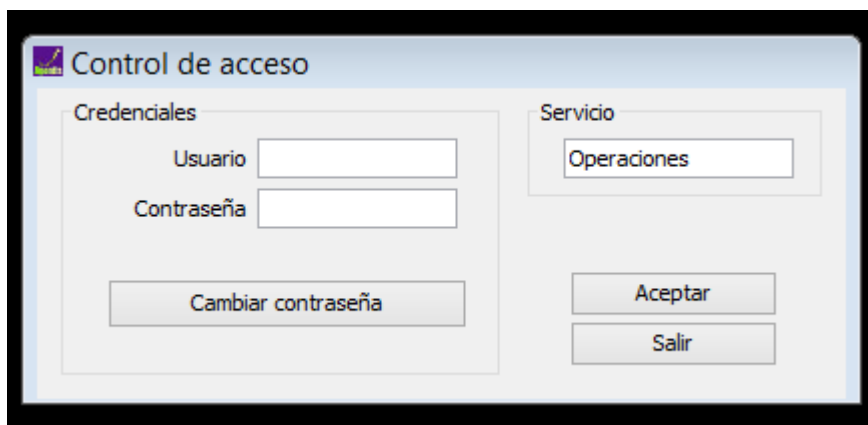 Control de acceso
Credenciales
Usuario
Contraseña
Cambiar contraseña
Servicio
Operaciones
Aceptar
Salir